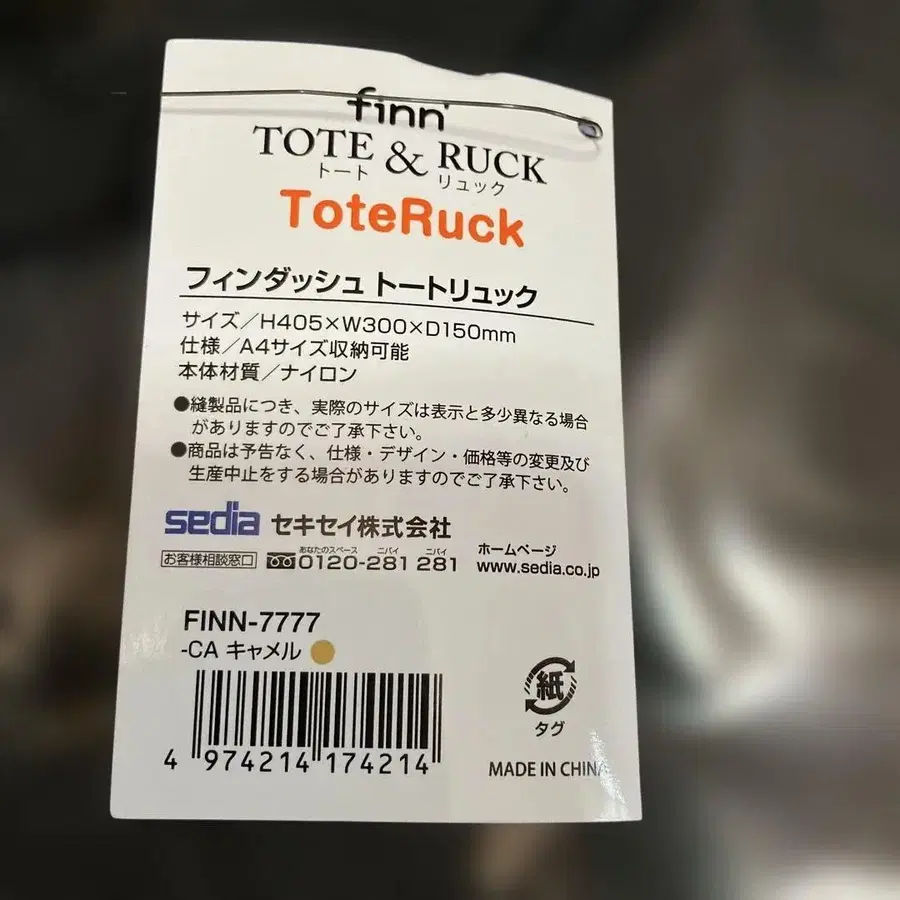 finn'
TOTE & RUCK
トート リュック
ToteRuck
フィンダッシュ トートリュック
サイズ／H405×W300×D150mm
仕様／A4サイズ収納可能
本体材質／ナイロン
●縫製品につき、実際のサイズは表示と多少異なる場合
がありますのでご了承下さい。
●商品は予告なく、仕様・デザイン・価格等の変更及び
生産中止をする場合がありますのでご了承下さい。
sedia セキセイ株式会社
あなたのスペース ニバイ ニバイ
お客様相談窓口 0120-281 281
ホームページ
www.sedia.co.jp
FINN-7777
-CA キャメル
4 974214 174214
紙
タグ
MADE IN CHINA